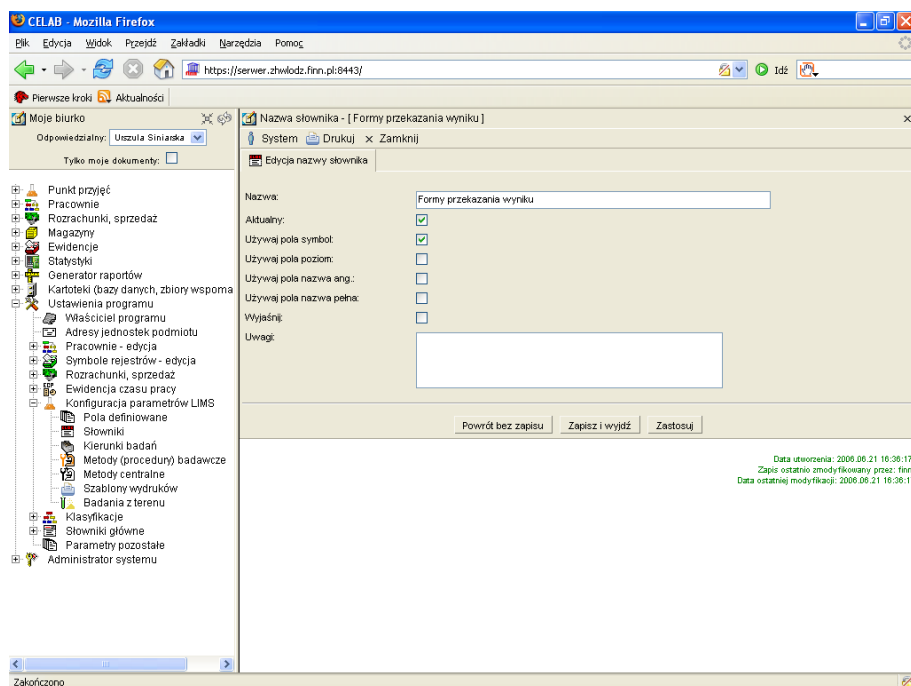 CELAB - Mozilla Firefox
Plik Edycja Widok Przejdź Zakładki Narzędzia Pomoc
https://serwer.zhwlodz.finn.pl:8443/ Idź
Pierwsze kroki Aktualności
Moje biurko
Odpowiedzialny: Urszula Siniarska
Tylko moje dokumenty:
Punkt przyjęć
Pracownie
Rozrachunki, sprzedaż
Magazyny
Ewidencje
Statystyki
Generator raportów
Kartoteki (bazy danych, zbiory wspoma
Ustawienia programu
Właściciel programu
Adresy jednostek podmiotu
Pracownie - edycja
Symbole rejestrów - edycja
Rozrachunki, sprzedaż
Ewidencja czasu pracy
Konfiguracja parametrów LIMS
Pola definiowane
Słowniki
Kierunki badań
Metody (procedury) badawcze
Metody centralne
Szablony wydruków
Badania z terenu
Klasyfikacje
Słowniki główne
Parametry pozostałe
Administrator systemu
Nazwa słownika - [ Formy przekazania wyniku ]
System Drukuj Zamknij
Edycja nazwy słownika
Nazwa: Formy przekazania wyniku
Aktualny:
Używaj pola symbol:
Używaj pola poziom:
Używaj pola nazwa ang.:
Używaj pola nazwa pełna:
Wyjaśnij:
Uwagi:
Powrót bez zapisu Zapisz i wyjdź Zastosuj
Data utworzenia: 2006.06.21 16:36:17
Zapis ostatnio zmodyfikowany przez: finn
Data ostatniej modyfikacji: 2006.06.21 16:36:1
Zakończono